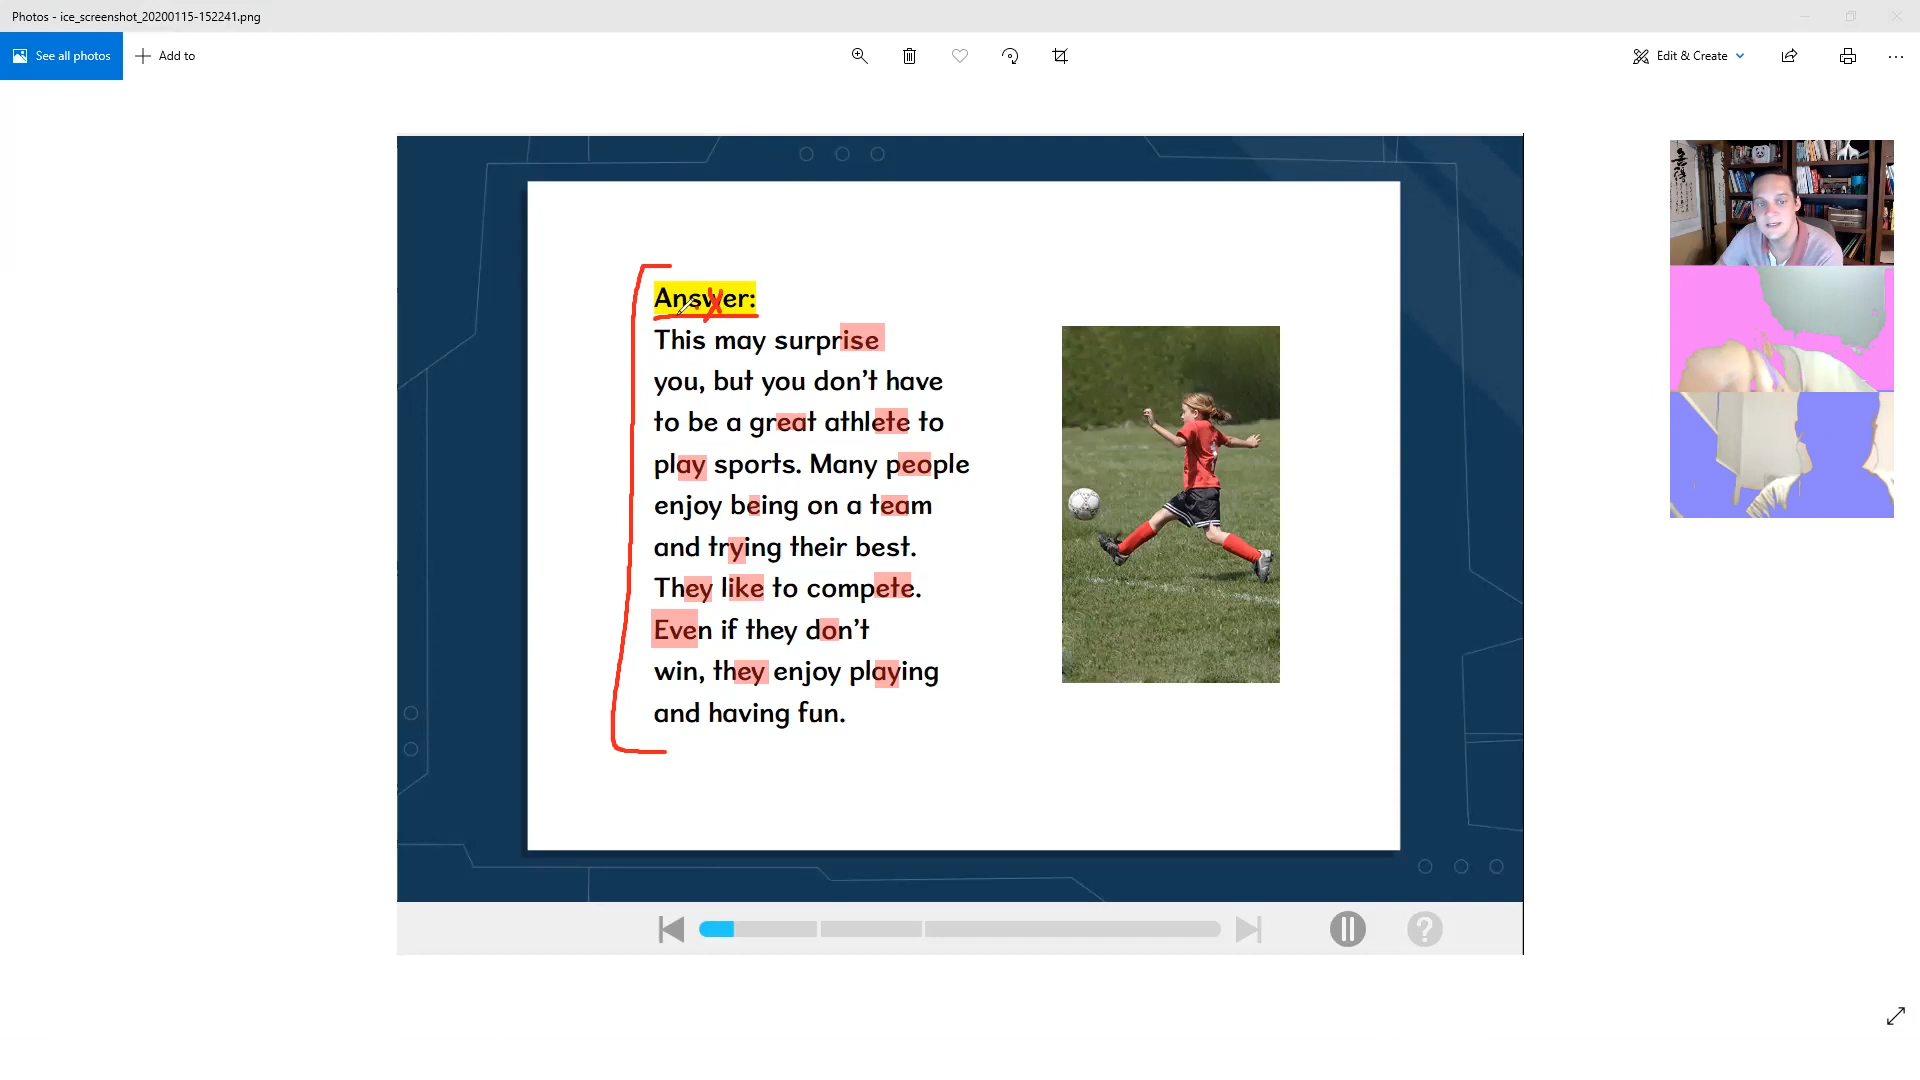 Photos - ice_screenshot_20200115-152241.png
See all photos
Add to
Edit & Create
Answer:
This may surprise
you, but you don't have
to be a great athlete to
play sports. Many people
enjoy being on a team
and trying their best.
They like to compete.
Even if they don't
win, they enjoy playing
and having fun.
?